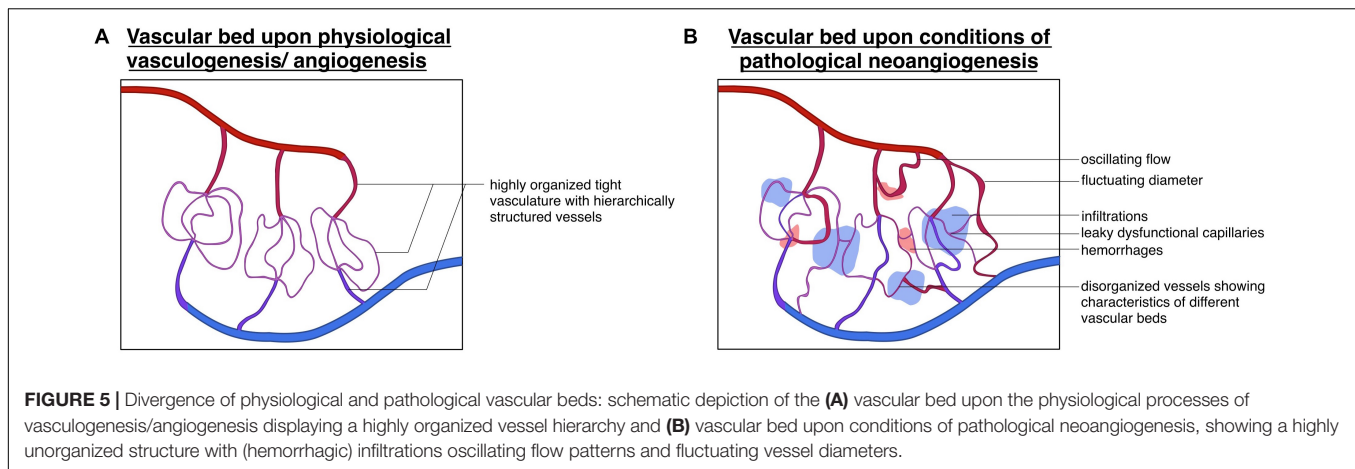 A Vascular bed upon physiological
vasculogenesis/ angiogenesis
highly organized tight
vasculature with hierarchically
structured vessels
B Vascular bed upon conditions of
pathological neoangiogenesis
oscillating flow
fluctuating diameter
infiltrations
leaky dysfunctional capillaries
hemorrhages
disorganized vessels showing
characteristics of different
vascular beds
FIGURE 5 | Divergence of physiological and pathological vascular beds: schematic depiction of the (A) vascular bed upon the physiological processes of
vasculogenesis/angiogenesis displaying a highly organized vessel hierarchy and (B) vascular bed upon conditions of pathological neoangiogenesis, showing a highly
unorganized structure with (hemorrhagic) infiltrations oscillating flow patterns and fluctuating vessel diameters.